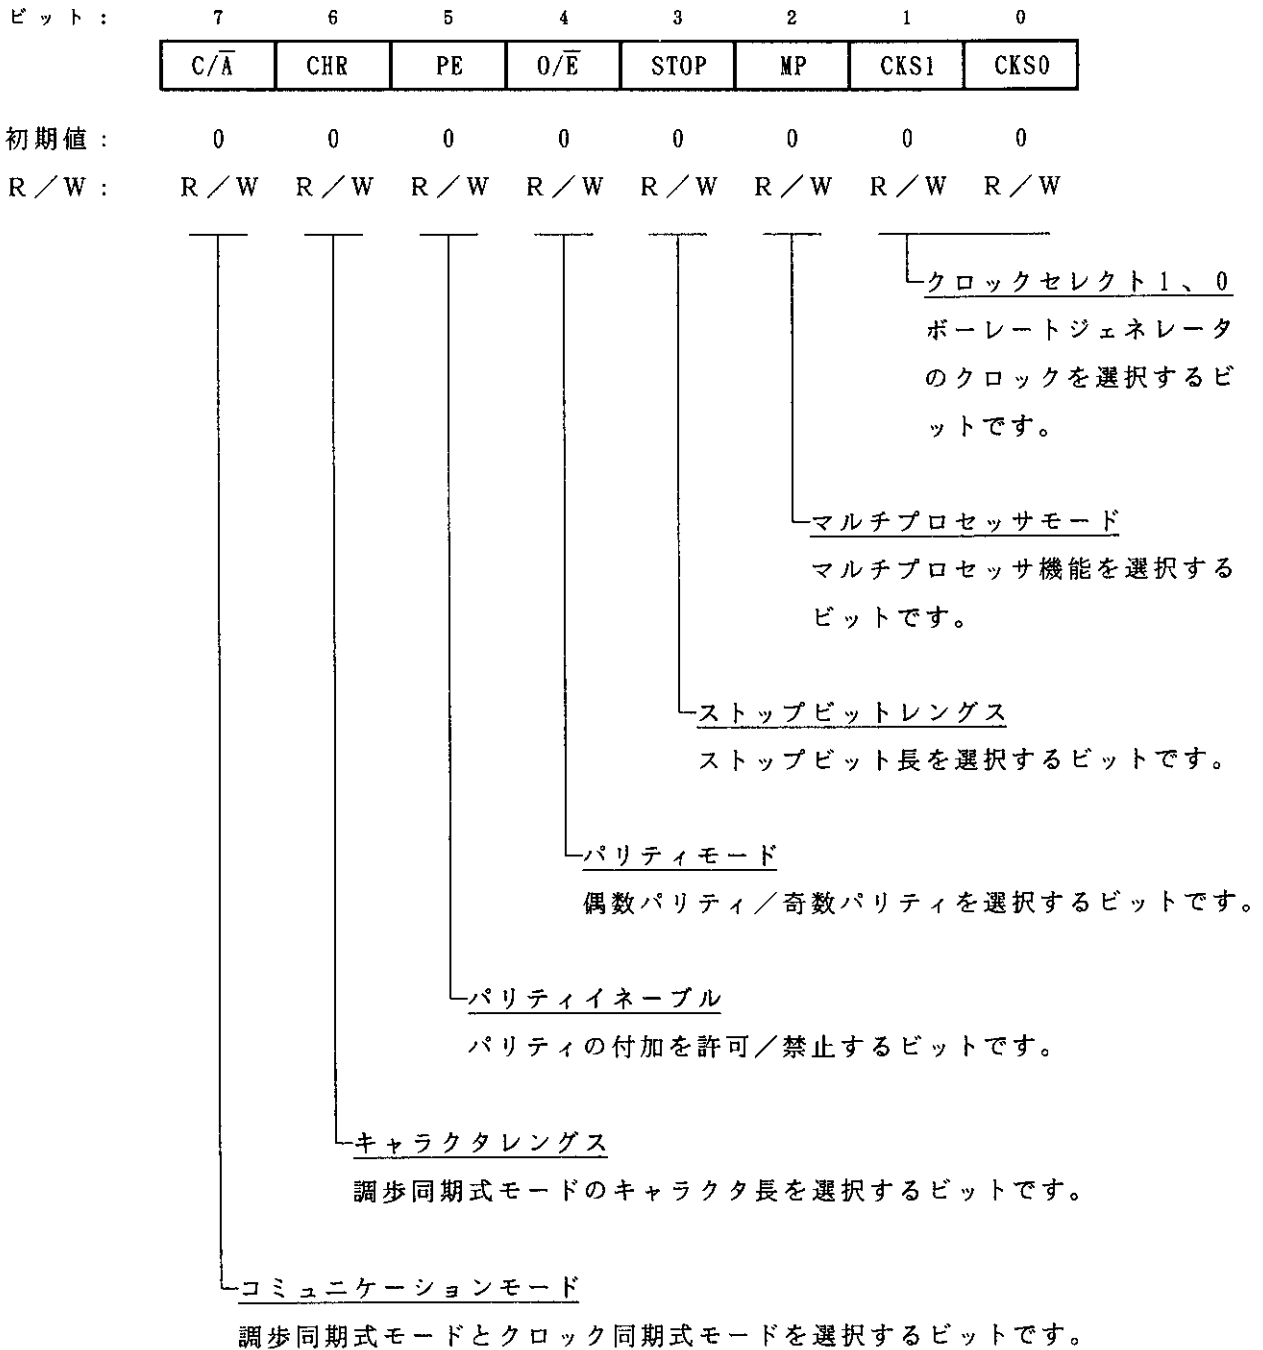 ビット: 7 6 5 4 3 2 1 0
C/A̅ CHR PE O/E̅ STOP MP CKS1 CKS0
初期値: 0 0 0 0 0 0 0 0
R/W: R/W R/W R/W R/W R/W R/W R/W R/W
クロックセレクト1、0
ボーレートジェネレータ
のクロックを選択するビ
ットです。
マルチプロセッサモード
マルチプロセッサ機能を選択する
ビットです。
ストップビットレングス
ストップビット長を選択するビットです。
パリティモード
偶数パリティ/奇数パリティを選択するビットです。
パリティイネーブル
パリティの付加を許可/禁止するビットです。
キャラクタレングス
調歩同期式モードのキャラクタ長を選択するビットです。
コミュニケーションモード
調歩同期式モードとクロック同期式モードを選択するビットです。